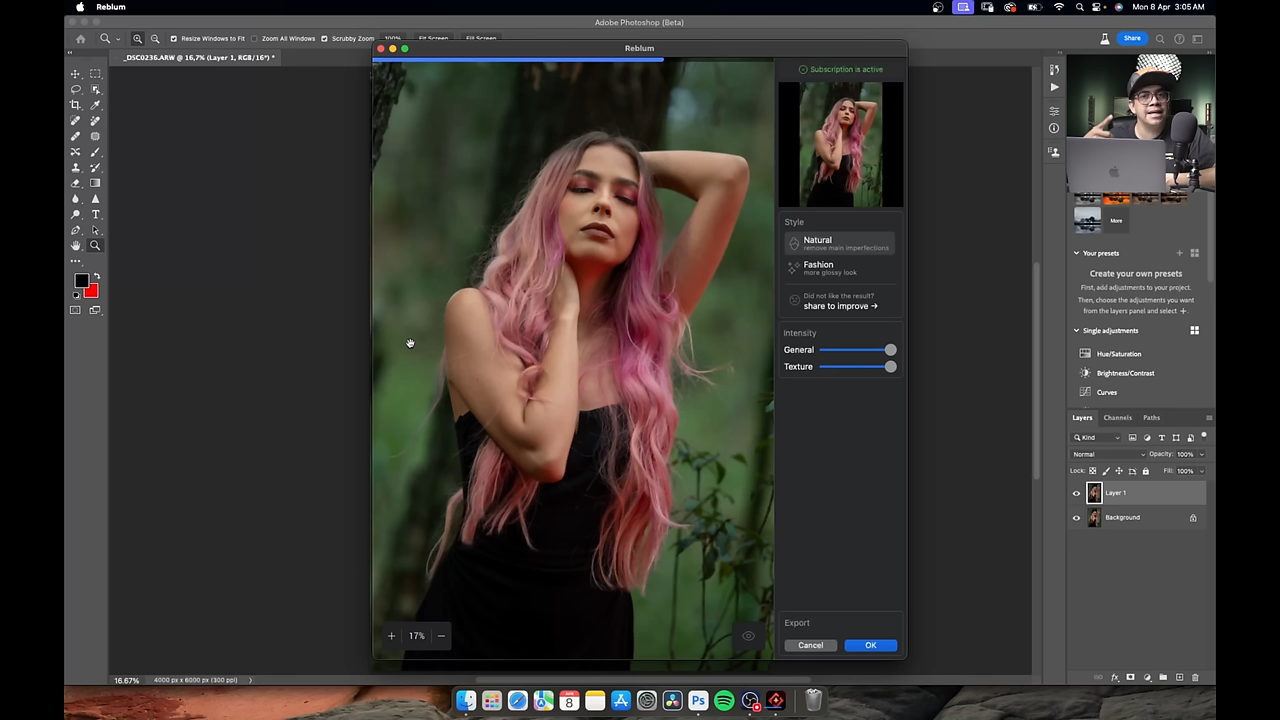 Reblum
Mon 8 Apr 3:05 AM
Adobe Photoshop (Beta)
Resize Windows to Fit
Zoom All Windows
Scrubby Zoom
100%
Fit Screen
Fill Screen
Share
_DSC0236.ARW @ 16,7% (Layer 1, RGB/16*) *
Reblum
Subscription is active
Style
Natural
remove main imperfections
Fashion
more glossy look
Did not like the result?
share to improve →
Intensity
General
Texture
Export
Cancel
OK
+ 17% −
More
Your presets
Create your own presets
First, add adjustments to your project.
Then, choose the adjustments you want
from the layers panel and select +.
Single adjustments
Hue/Saturation
Brightness/Contrast
Curves
Layers
Channels
Paths
Kind
Normal
Opacity: 100%
Lock:
Fill: 100%
Layer 1
Background
16.67%
4000 px x 6000 px (300 ppi)
APR
8
Ps